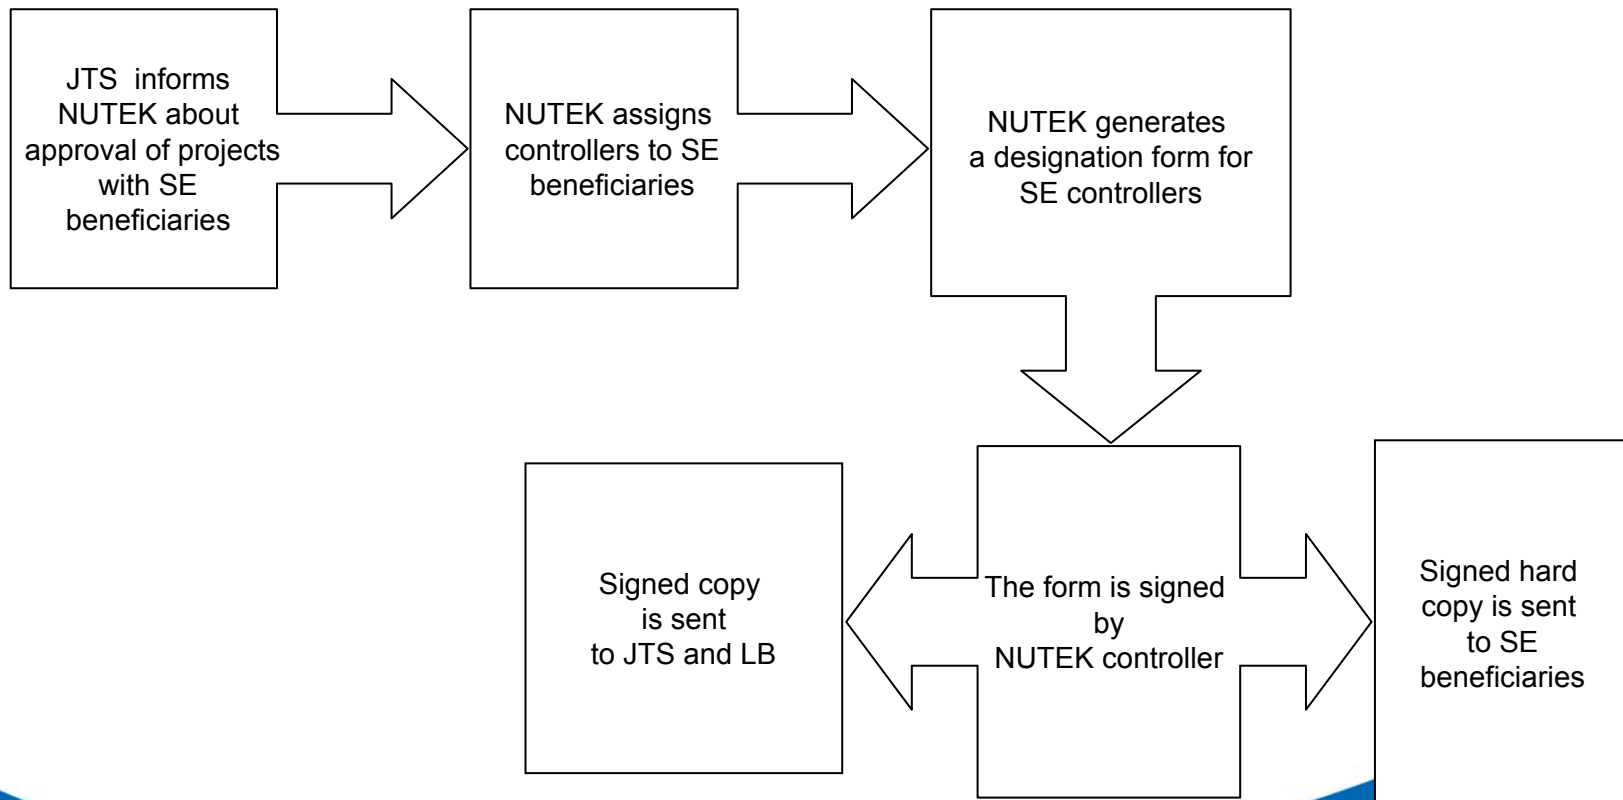 JTS informs
NUTEK about
approval of projects
with SE
beneficiaries
NUTEK assigns
controllers to SE
beneficiaries
NUTEK generates
a designation form for
SE controllers
Signed copy
is sent
to JTS and LB
The form is signed
by
NUTEK controller
Signed hard
copy is sent
to SE
beneficiaries